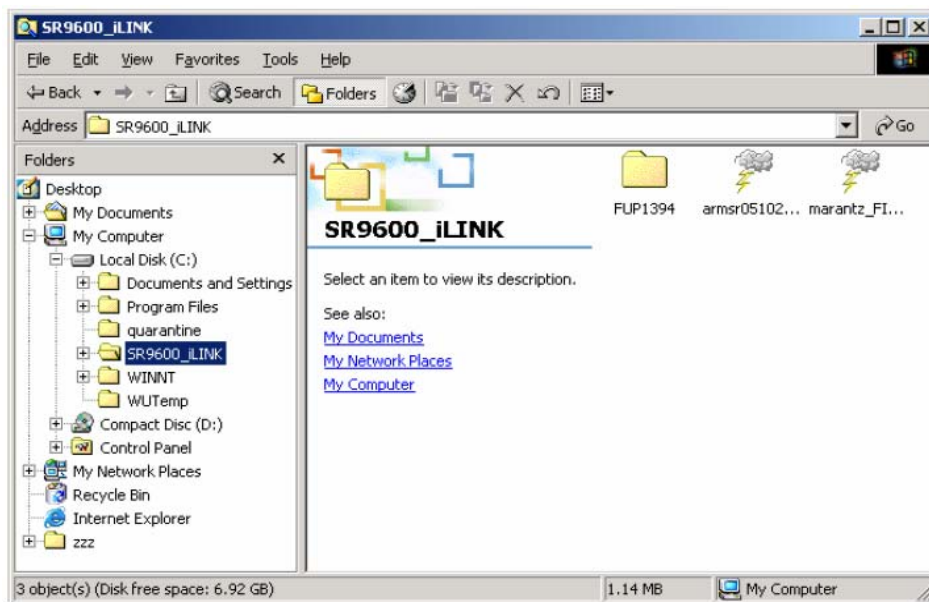 SR9600_iLINK
File Edit View Favorites Tools Help
Back Search Folders
Address SR9600_iLINK Go
Folders
Desktop
My Documents
My Computer
Local Disk (C:)
Documents and Settings
Program Files
quarantine
SR9600_iLINK
WINNT
WUTemp
Compact Disc (D:)
Control Panel
My Network Places
Recycle Bin
Internet Explorer
zzz
SR9600_iLINK
Select an item to view its description.
See also:
My Documents
My Network Places
My Computer
FUP1394 armsr05102... marantz_FI...
3 object(s) (Disk free space: 6.92 GB) 1.14 MB My Computer